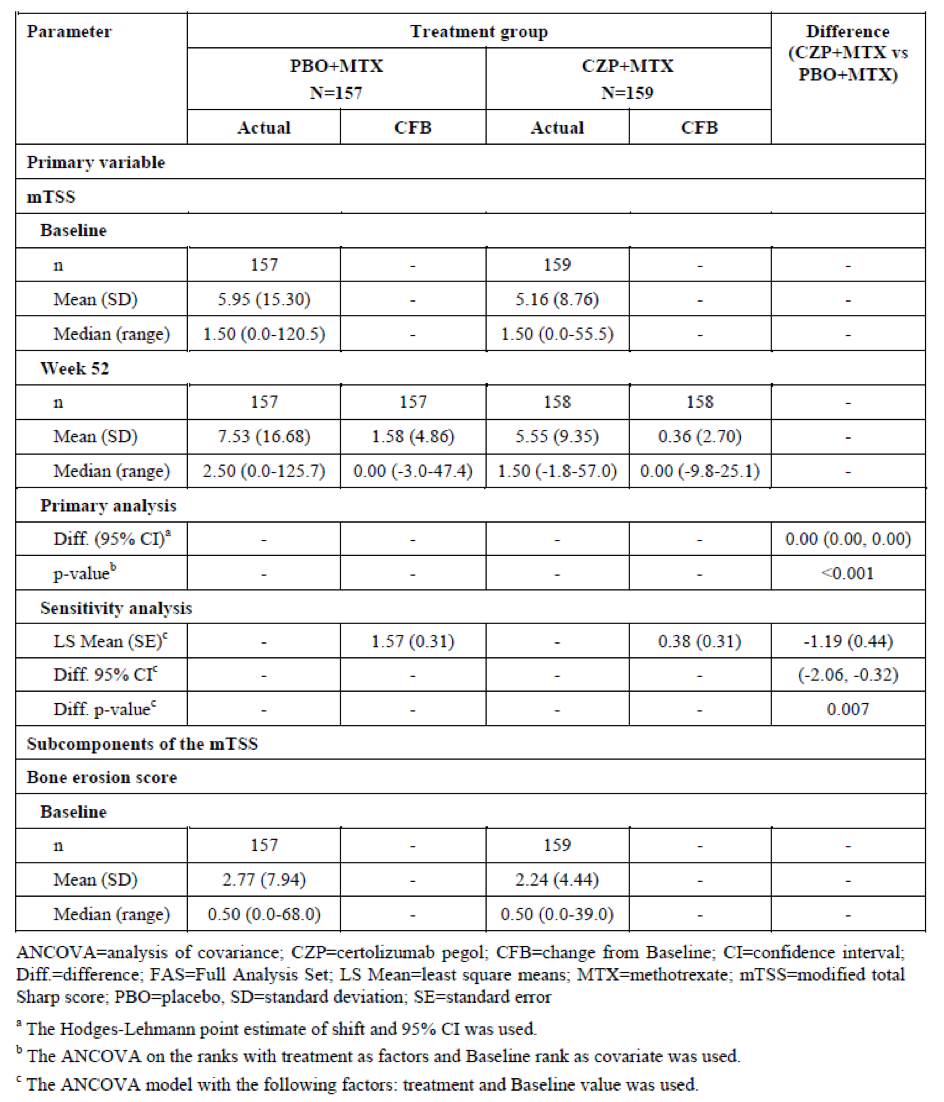 Parameter Treatment group Difference
(CZP+MTX vs
PBO+MTX)
PBO+MTX CZP+MTX
N=157 N=159
Actual CFB Actual CFB
Primary variable
mTSS
Baseline
n 157 - 159 - -
Mean (SD) 5.95 (15.30) - 5.16 (8.76) - -
Median (range) 1.50 (0.0-120.5) - 1.50 (0.0-55.5) - -
Week 52
n 157 157 158 158 -
Mean (SD) 7.53 (16.68) 1.58 (4.86) 5.55 (9.35) 0.36 (2.70) -
Median (range) 2.50 (0.0-125.7) 0.00 (-3.0-47.4) 1.50 (-1.8-57.0) 0.00 (-9.8-25.1) -
Primary analysis
Diff. (95% CI)a - - - - 0.00 (0.00, 0.00)
p-valueb - - - - <0.001
Sensitivity analysis
LS Mean (SE)c - 1.57 (0.31) - 0.38 (0.31) -1.19 (0.44)
Diff. 95% CIc - - - - (-2.06, -0.32)
Diff. p-valuec - - - - 0.007
Subcomponents of the mTSS
Bone erosion score
Baseline
n 157 - 159 - -
Mean (SD) 2.77 (7.94) - 2.24 (4.44) - -
Median (range) 0.50 (0.0-68.0) - 0.50 (0.0-39.0) - -
ANCOVA=analysis of covariance; CZP=certolizumab pegol; CFB=change from Baseline; CI=confidence interval;
Diff.=difference; FAS=Full Analysis Set; LS Mean=least square means; MTX=methotrexate; mTSS=modified total
Sharp score; PBO=placebo, SD=standard deviation; SE=standard error
a The Hodges-Lehmann point estimate of shift and 95% CI was used.
b The ANCOVA on the ranks with treatment as factors and Baseline rank as covariate was used.
c The ANCOVA model with the following factors: treatment and Baseline value was used.